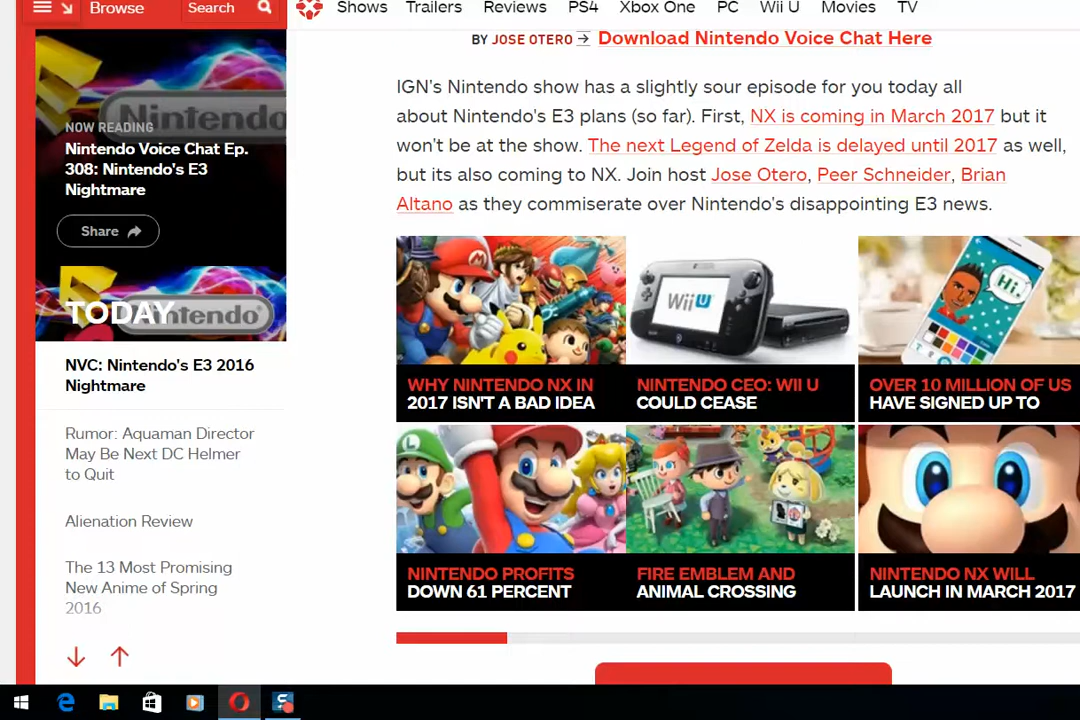 Browse
Search
Shows Trailers Reviews PS4 Xbox One PC Wii U Movies TV
NOW READING
Nintendo Voice Chat Ep.
308: Nintendo's E3
Nightmare
Share
Nintendo
TODAY
NVC: Nintendo's E3 2016
Nightmare
Rumor: Aquaman Director
May Be Next DC Helmer
to Quit
Alienation Review
The 13 Most Promising
New Anime of Spring
2016
BY JOSE OTERO Download Nintendo Voice Chat Here
IGN's Nintendo show has a slightly sour episode for you today all
about Nintendo's E3 plans (so far). First, NX is coming in March 2017 but it
won't be at the show. The next Legend of Zelda is delayed until 2017 as well,
but its also coming to NX. Join host Jose Otero, Peer Schneider, Brian
Altano as they commiserate over Nintendo's disappointing E3 news.
Wii U
Hi.
WHY NINTENDO NX IN
2017 ISN'T A BAD IDEA
NINTENDO CEO: WII U
COULD CEASE
OVER 10 MILLION OF US
HAVE SIGNED UP TO
NINTENDO PROFITS
DOWN 61 PERCENT
FIRE EMBLEM AND
ANIMAL CROSSING
NINTENDO NX WILL
LAUNCH IN MARCH 2017